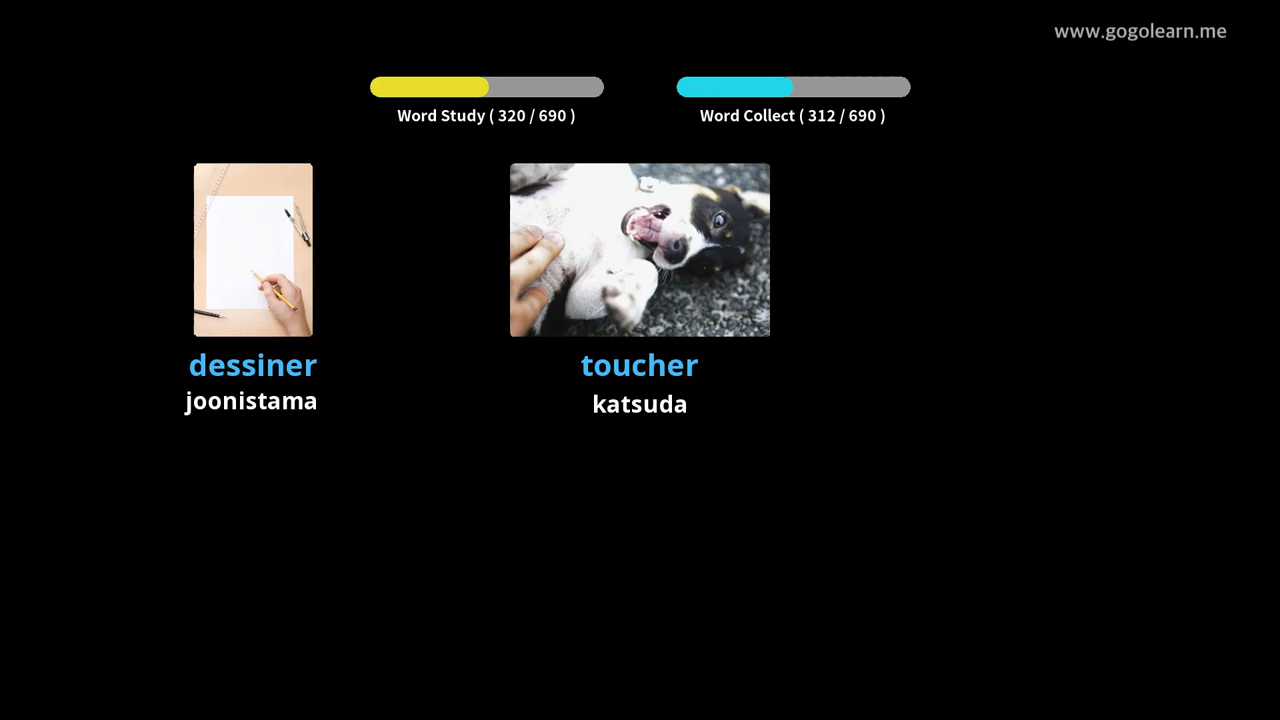 www.gogolearn.me
Word Study ( 320 / 690 )
Word Collect ( 312 / 690 )
dessiner
joonistama
toucher
katsuda